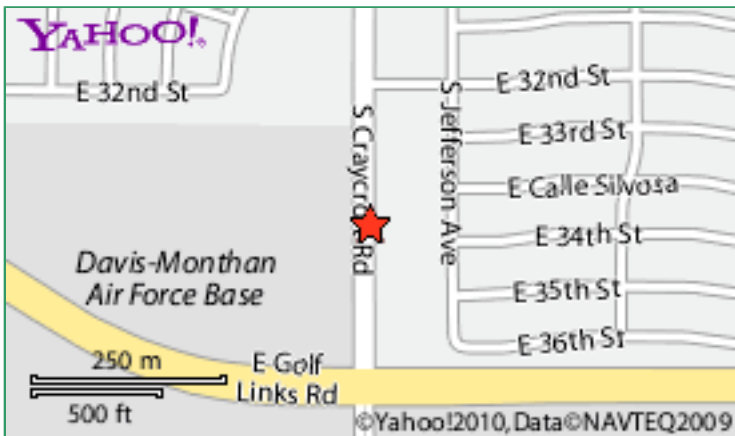 YAHOO!
E 32nd St
E 32nd St
S Jefferson Ave
E 33rd St
E Calle Silvosa
E 34th St
Davis-Monthan
Air Force Base
E 35th St
E 36th St
250 m
500 ft
E Golf
Links Rd
S Rd
©Yahoo!2010, Data©NAVTEQ2009